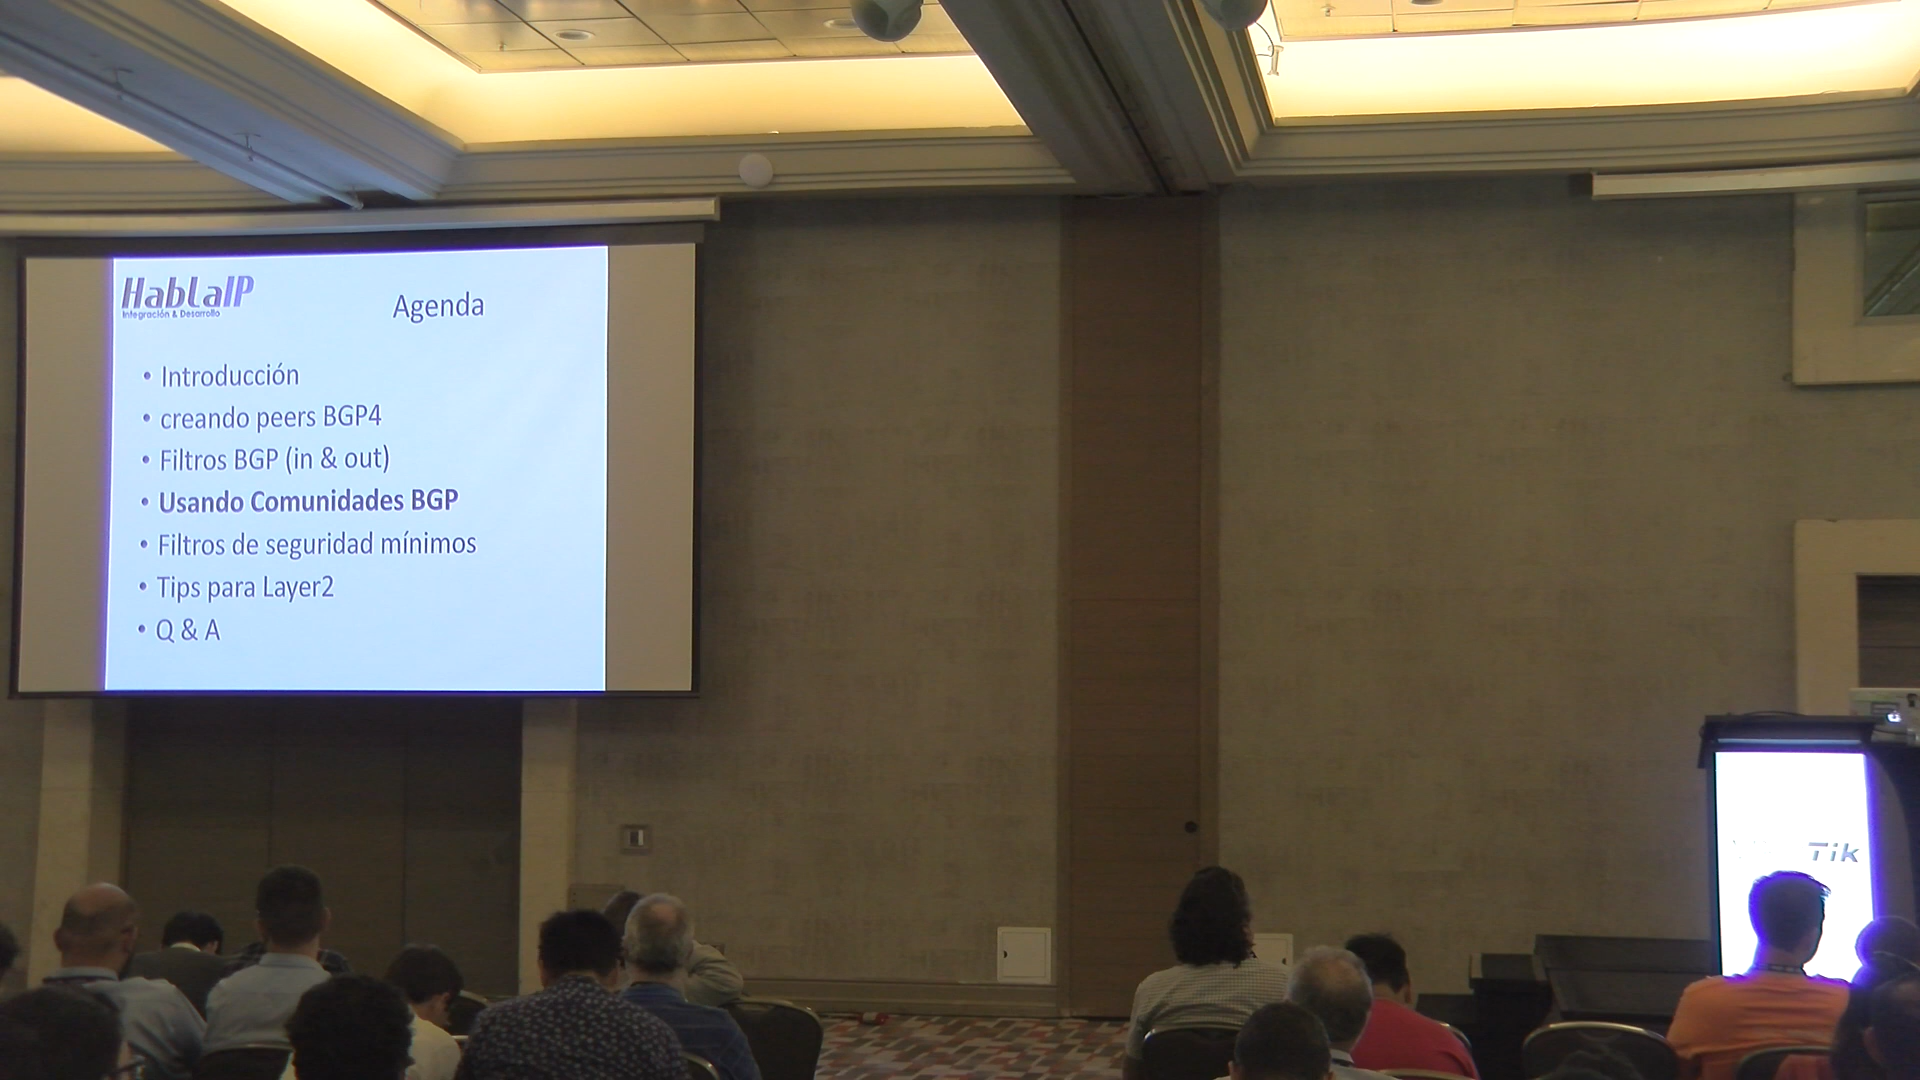 HabLaIP
Integración & Desarrollo
Agenda
• Introducción
• creando peers BGP4
• Filtros BGP (in & out)
• Usando Comunidades BGP
• Filtros de seguridad mínimos
• Tips para Layer2
• Q & A
Tik